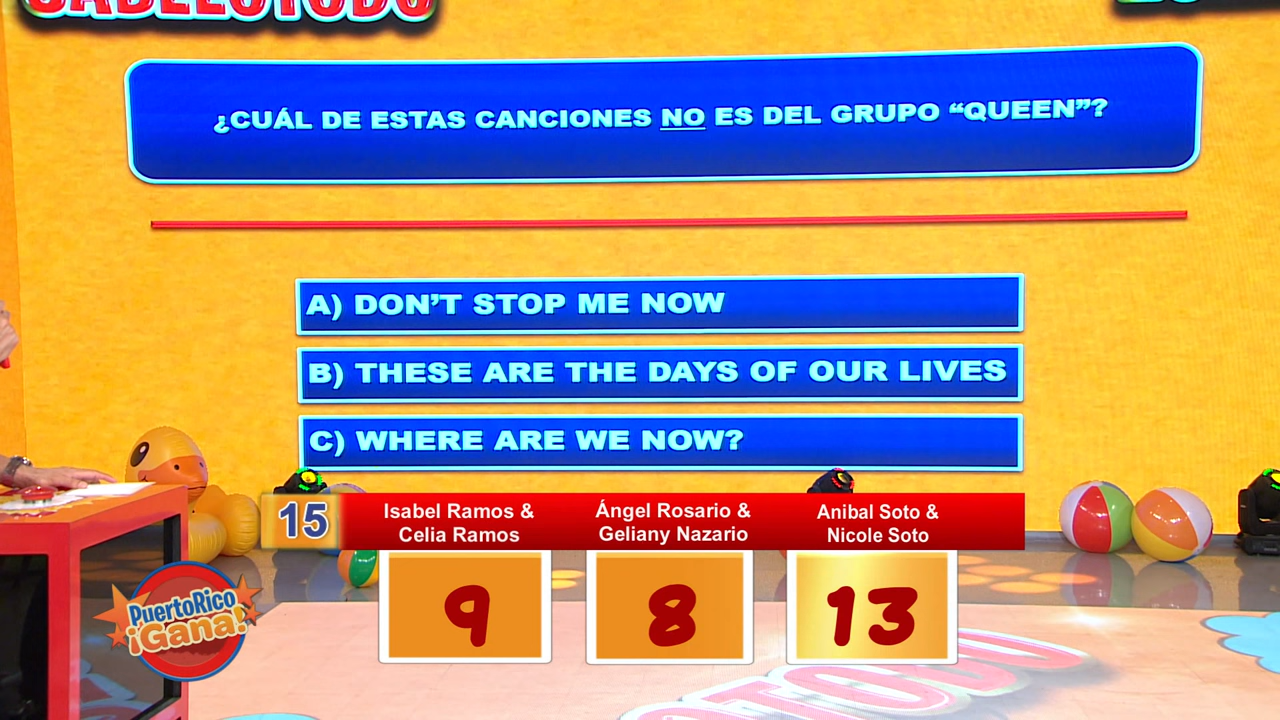 SABELOTODO
¿CUÁL DE ESTAS CANCIONES NO ES DEL GRUPO “QUEEN”?
A) DON’T STOP ME NOW
B) THESE ARE THE DAYS OF OUR LIVES
C) WHERE ARE WE NOW?
15
Isabel Ramos &
Celia Ramos
Ángel Rosario &
Geliany Nazario
Anibal Soto &
Nicole Soto
9
8
13
PuertoRico
¡Gana!